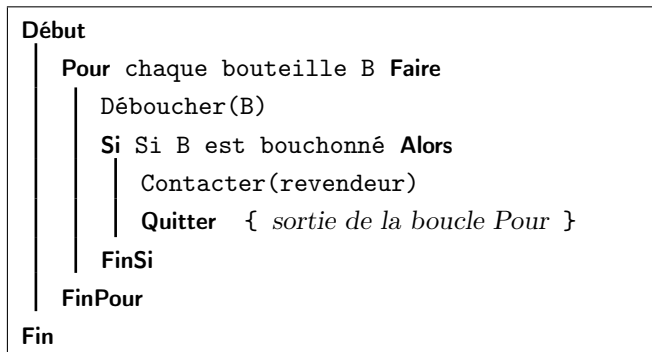 Début
Pour chaque bouteille B Faire
Déboucher(B)
Si Si B est bouchonné Alors
Contacter(revendeur)
Quitter { sortie de la boucle Pour }
FinSi
FinPour
Fin